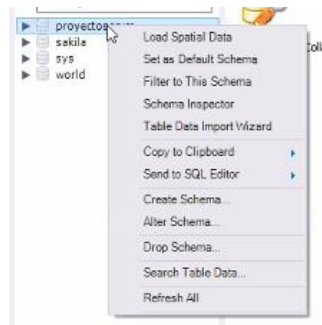 sakila
sys
world
Load Spatial Data
Set as Default Schema
Filter to This Schema
Schema Inspector
Table Data Import Wizard
Copy to Clipboard
Send to SQL Editor
Create Schema...
Alter Schema...
Drop Schema...
Search Table Data...
Refresh All